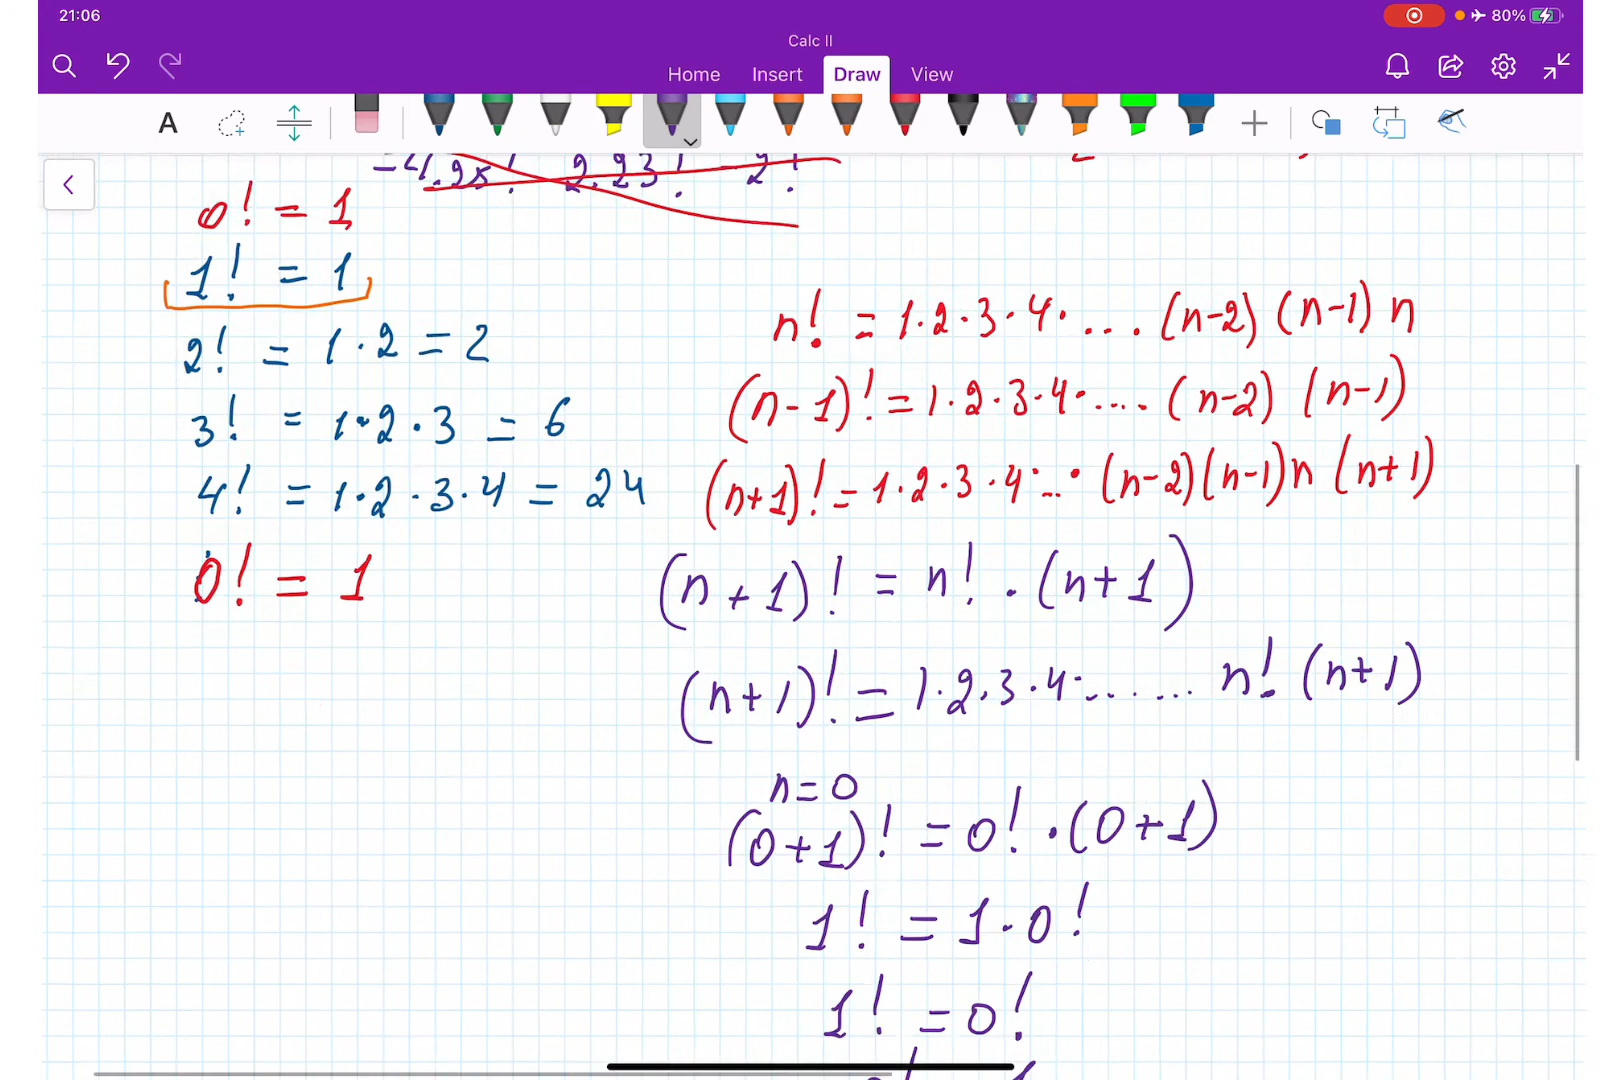 21:06
80%
Calc II
Home Insert Draw View
A
2.23! 2!
0! = 1
1! = 1
2! = 1 · 2 = 2
3! = 1 · 2 · 3 = 6
4! = 1 · 2 · 3 · 4 = 24
0! = 1
n! = 1 · 2 · 3 · 4 · ... (n-2) (n-1) n
(n-1)! = 1 · 2 · 3 · 4 · .... (n-2) (n-1)
(n+1)! = 1 · 2 · 3 · 4 · ... (n-2)(n-1)n (n+1)
(n+1)! = n! · (n+1)
(n+1)! = 1 · 2 · 3 · 4 · ...... n! (n+1)
n=0
(0+1)! = 0! · (0+1)
1! = 1 · 0!
1! = 0!